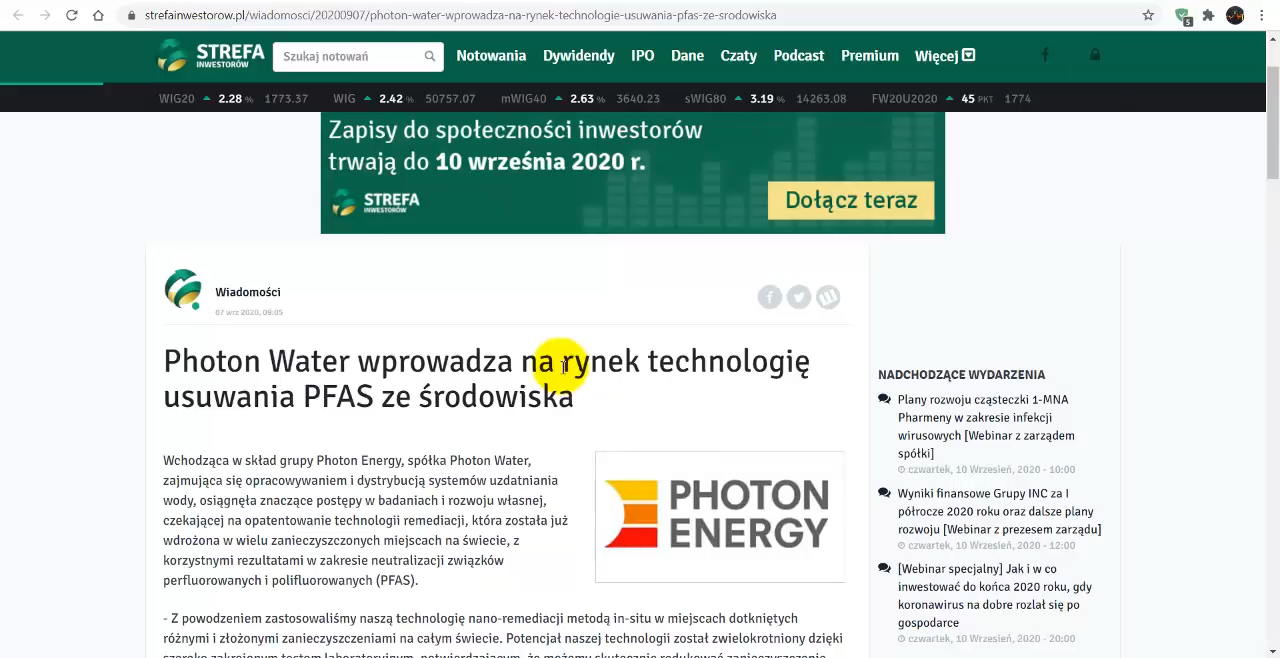 strefainwestorow.pl/wiadomosci/20200907/photon-water-wprowadza-na-rynek-technologie-usuwania-pfas-ze-srodowiska
5
STREFA
INWESTORÓW
Szukaj notowań
Notowania Dywidendy IPO Dane Czaty Podcast Premium Więcej
WIG20 2.28 % 1773.37 WIG 2.42 % 50757.07 mWIG40 2.63 % 3640.23 sWIG80 3.19 % 14263.08 FW20U2020 45 PKT 1774
Zapisy do społeczności inwestorów
trwają do 10 września 2020 r.
STREFA
INWESTORÓW
Dołącz teraz
Wiadomości
07 wrz 2020, 09:05
Photon Water wprowadza na rynek technologię
usuwania PFAS ze środowiska
Wchodząca w skład grupy Photon Energy, spółka Photon Water,
zajmująca się opracowywaniem i dystrybucją systemów uzdatniania
wody, osiągnęła znaczące postępy w badaniach i rozwoju własnej,
czekającej na opatentowanie technologii remediacji, która została już
wdrożona w wielu zanieczyszczonych miejscach na świecie, z
korzystnymi rezultatami w zakresie neutralizacji związków
perfluorowanych i polifluorowanych (PFAS).
PHOTON
ENERGY
- Z powodzeniem zastosowaliśmy naszą technologię nano-remediacji metodą in-situ w miejscach dotkniętych
różnymi i złożonymi zanieczyszczeniami na całym świecie. Potencjał naszej technologii został zwielokrotniony dzięki
szeroko zakrojonym testom laboratoryjnym, potwierdzającym, że możemy skutecznie redukować zanieczyszczenie
NADCHODZĄCE WYDARZENIA
Plany rozwoju cząsteczki 1-MNA
Pharmeny w zakresie infekcji
wirusowych [Webinar z zarządem
spółki]
czwartek, 10 Wrzesień, 2020 - 10:00
Wyniki finansowe Grupy INC za I
półrocze 2020 roku oraz dalsze plany
rozwoju [Webinar z prezesem zarządu]
czwartek, 10 Wrzesień, 2020 - 12:00
[Webinar specjalny] Jak i w co
inwestować do końca 2020 roku, gdy
koronawirus na dobre rozlał się po
gospodarce
czwartek, 10 Wrzesień, 2020 - 20:00